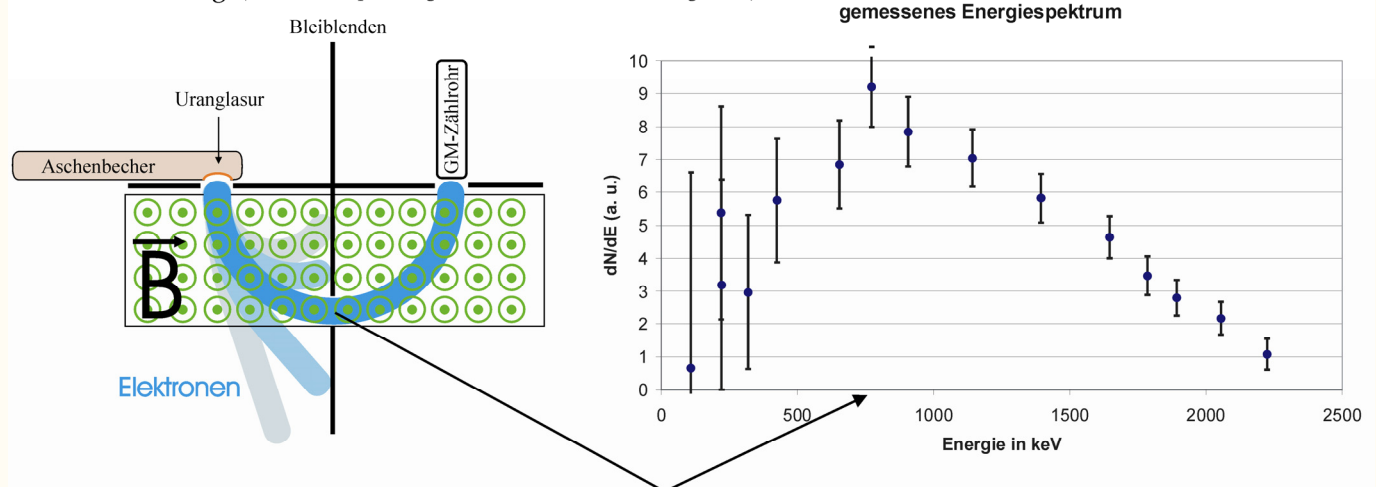 Bleiblenden
Uranglasur
Aschenbecher
GM-Zählrohr
B
Elektronen
gemessenes Energiespektrum
10
9
8
7
6
5
4
3
2
1
0
dN/dE (a. u.)
0 500 1000 1500 2000 2500
Energie in keV